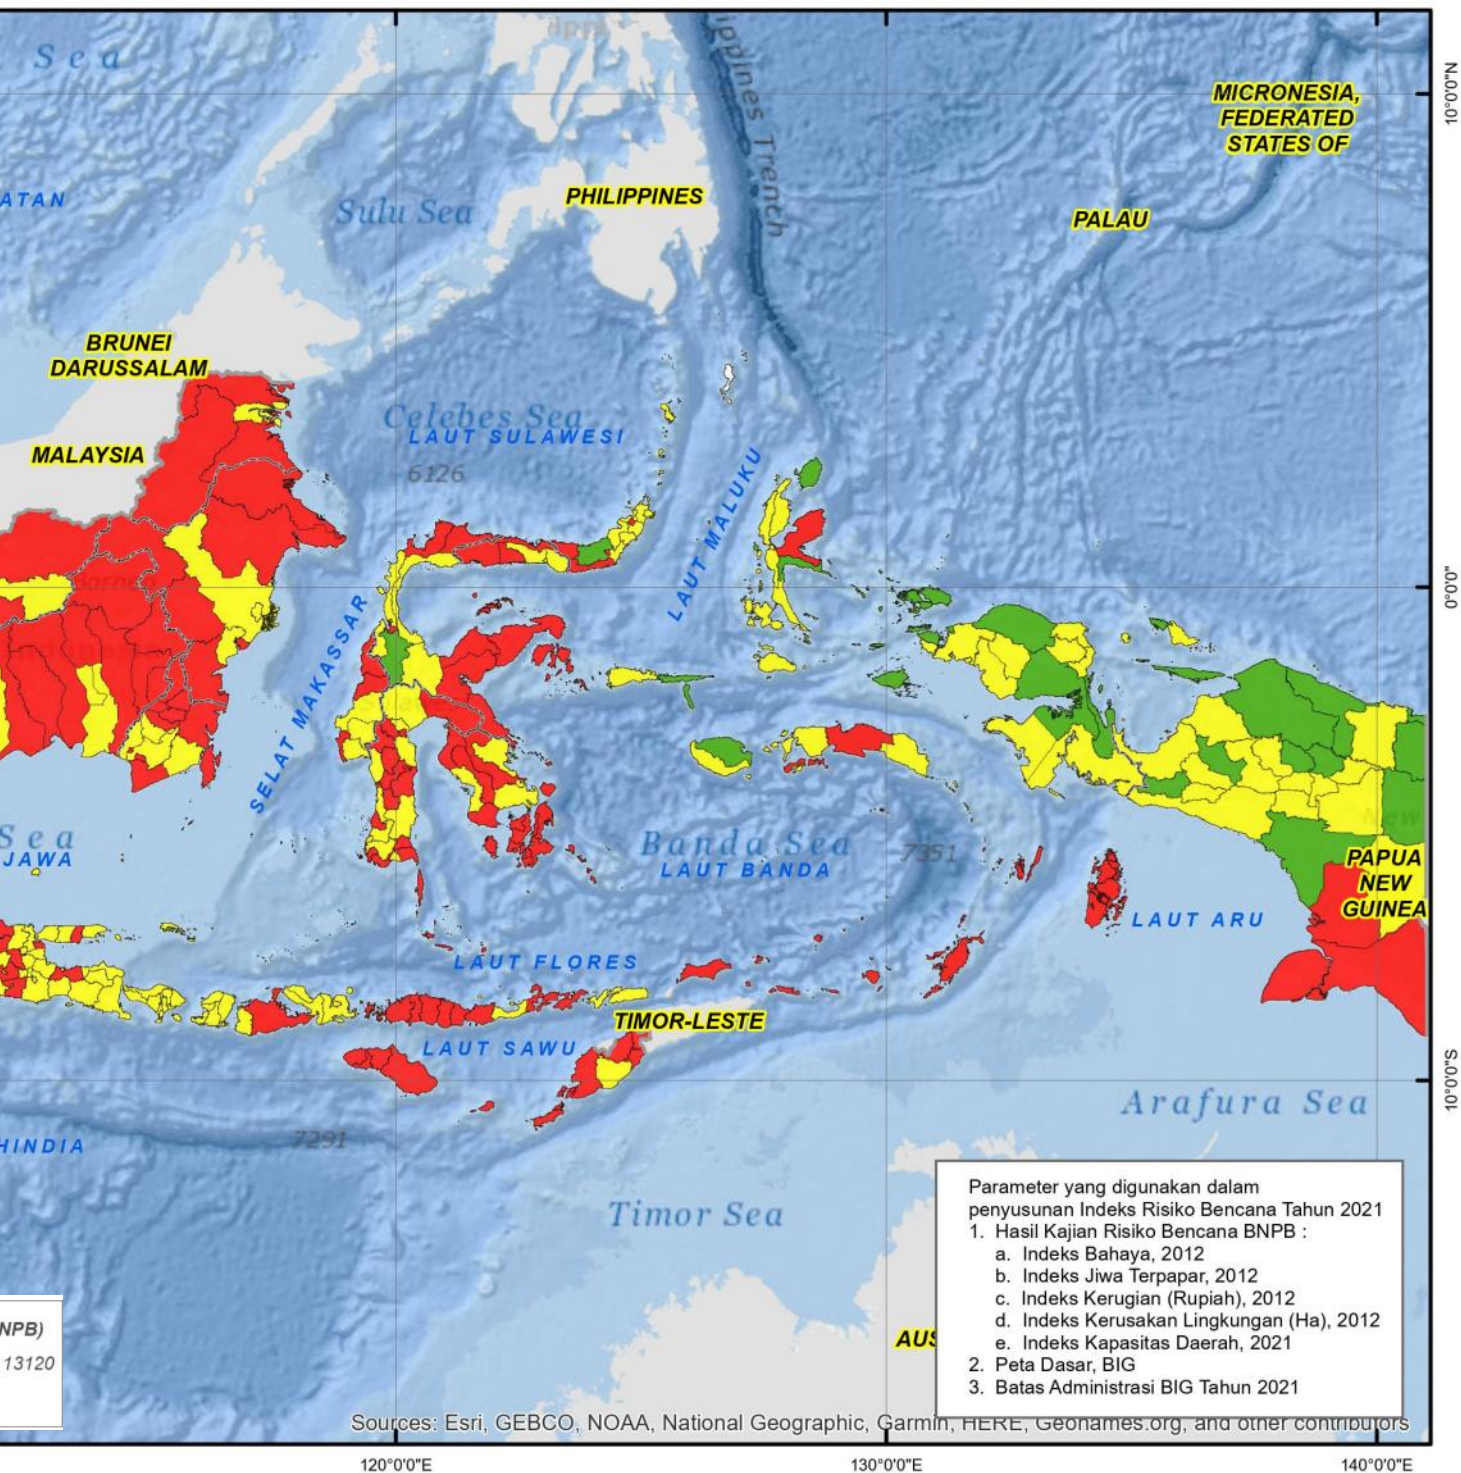 Sea
ippines Trench
MICRONESIA,
FEDERATED
STATES OF
10°0'0"N
ATAN
Sulu Sea
PHILIPPINES
PALAU
BRUNEI
DARUSSALAM
MALAYSIA
Celebes Sea
LAUT SULAWESI
6126
LAUT MALUKU
0°0'0"
Borneo
SELAT MAKASSAR
Sea
JAWA
Banda Sea
LAUT BANDA
7351
New
PAPUA
NEW
GUINEA
LAUT ARU
LAUT FLORES
TIMOR-LESTE
LAUT SAWU
10°0'0"S
Arafura Sea
HINDIA
7291
Timor Sea
Parameter yang digunakan dalam
penyusunan Indeks Risiko Bencana Tahun 2021
1. Hasil Kajian Risiko Bencana BNPB :
a. Indeks Bahaya, 2012
b. Indeks Jiwa Terpapar, 2012
c. Indeks Kerugian (Rupiah), 2012
d. Indeks Kerusakan Lingkungan (Ha), 2012
e. Indeks Kapasitas Daerah, 2021
2. Peta Dasar, BIG
3. Batas Administrasi BIG Tahun 2021
NPB)
13120
AUS
Sources: Esri, GEBCO, NOAA, National Geographic, Garmin, HERE, Geonames.org, and other contributors
120°0'0"E
130°0'0"E
140°0'0"E